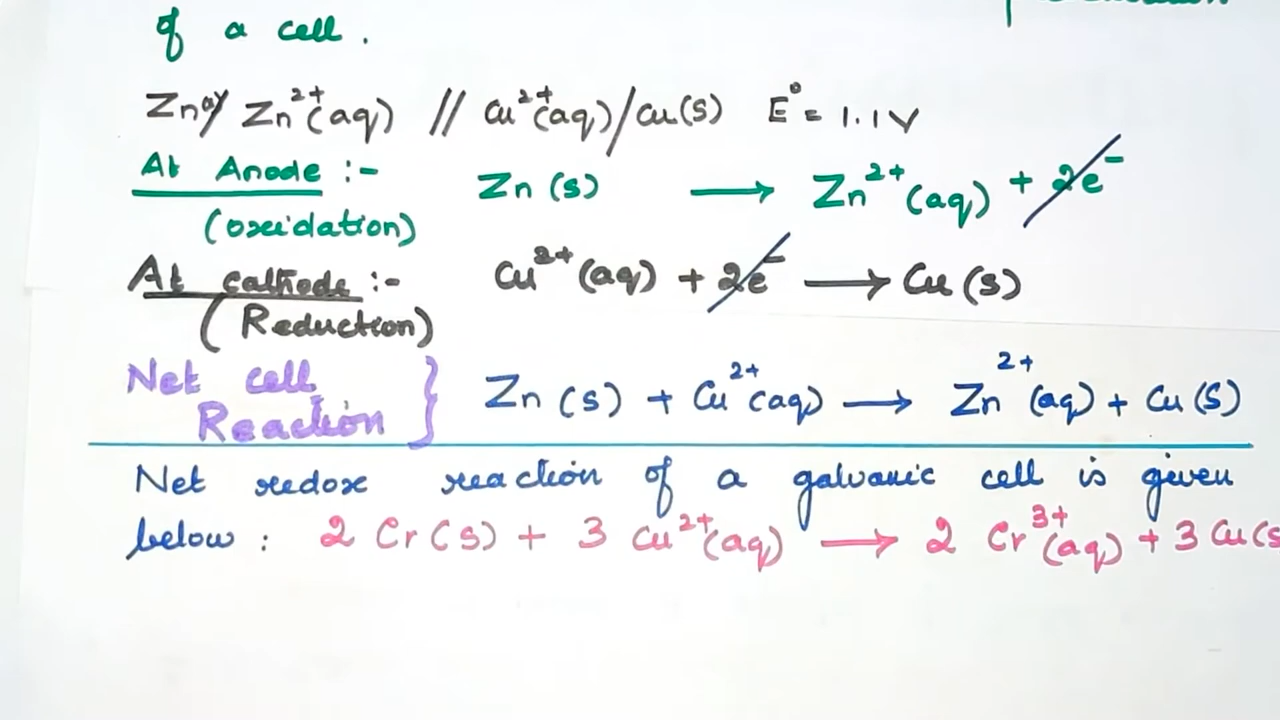 of a cell.
Zn(s)/ Zn²⁺(aq) // Cu²⁺(aq)/Cu(s) E° = 1.1V
At Anode :- Zn (s) ⟶ Zn²⁺(aq) + 2e⁻
(oxidation)
At cathode :- Cu²⁺(aq) + 2e⁻ ⟶ Cu (s)
(Reduction)
Net cell
Reaction } Zn (s) + Cu²⁺(aq) ⟶ Zn²⁺(aq) + Cu (s)
Net redox reaction of a galvanic cell is given
below : 2 Cr(s) + 3 Cu²⁺(aq) ⟶ 2 Cr³⁺(aq) + 3 Cu(s